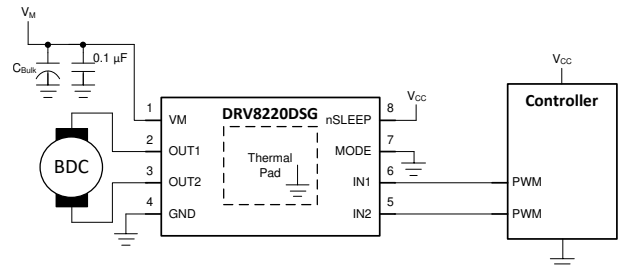 VM
CBulk
0.1 µF
DRV8220DSG
1
VM
2
OUT1
3
OUT2
4
GND
BDC
Thermal
Pad
8
nSLEEP
VCC
7
MODE
6
IN1
5
IN2
VCC
Controller
PWM
PWM